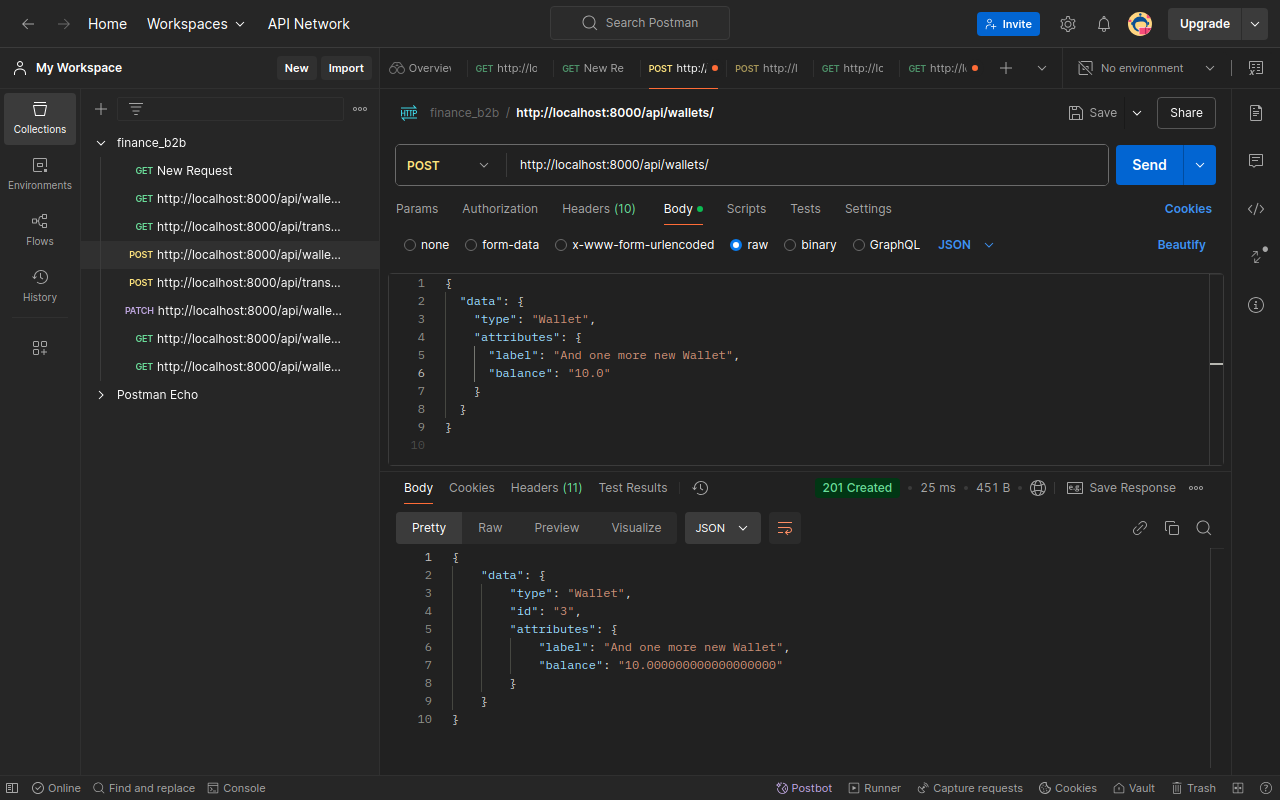 Home Workspaces API Network Search Postman Invite Upgrade
My Workspace New Import Overview GET http://lo GET New Re POST http:/ POST http://l GET http://lo GET http://l No environment
Collections
Environments
Flows
History
finance_b2b
GET New Request
GET http://localhost:8000/api/walle...
GET http://localhost:8000/api/trans...
POST http://localhost:8000/api/walle...
POST http://localhost:8000/api/trans...
PATCH http://localhost:8000/api/walle...
GET http://localhost:8000/api/walle...
GET http://localhost:8000/api/walle...
Postman Echo
HTTP finance_b2b / http://localhost:8000/api/wallets/ Save Share
POST http://localhost:8000/api/wallets/ Send
Params Authorization Headers (10) Body Scripts Tests Settings Cookies
none form-data x-www-form-urlencoded raw binary GraphQL JSON Beautify
1 {
2 "data": {
3 "type": "Wallet",
4 "attributes": {
5 "label": "And one more new Wallet",
6 "balance": "10.0"
7 }
8 }
9 }
10
Body Cookies Headers (11) Test Results 201 Created 25 ms 451 B e.g. Save Response
Pretty Raw Preview Visualize JSON
1 {
2 "data": {
3 "type": "Wallet",
4 "id": "3",
5 "attributes": {
6 "label": "And one more new Wallet",
7 "balance": "10.000000000000000000"
8 }
9 }
10 }
Online Find and replace Console Postbot Runner Capture requests Cookies Vault Trash